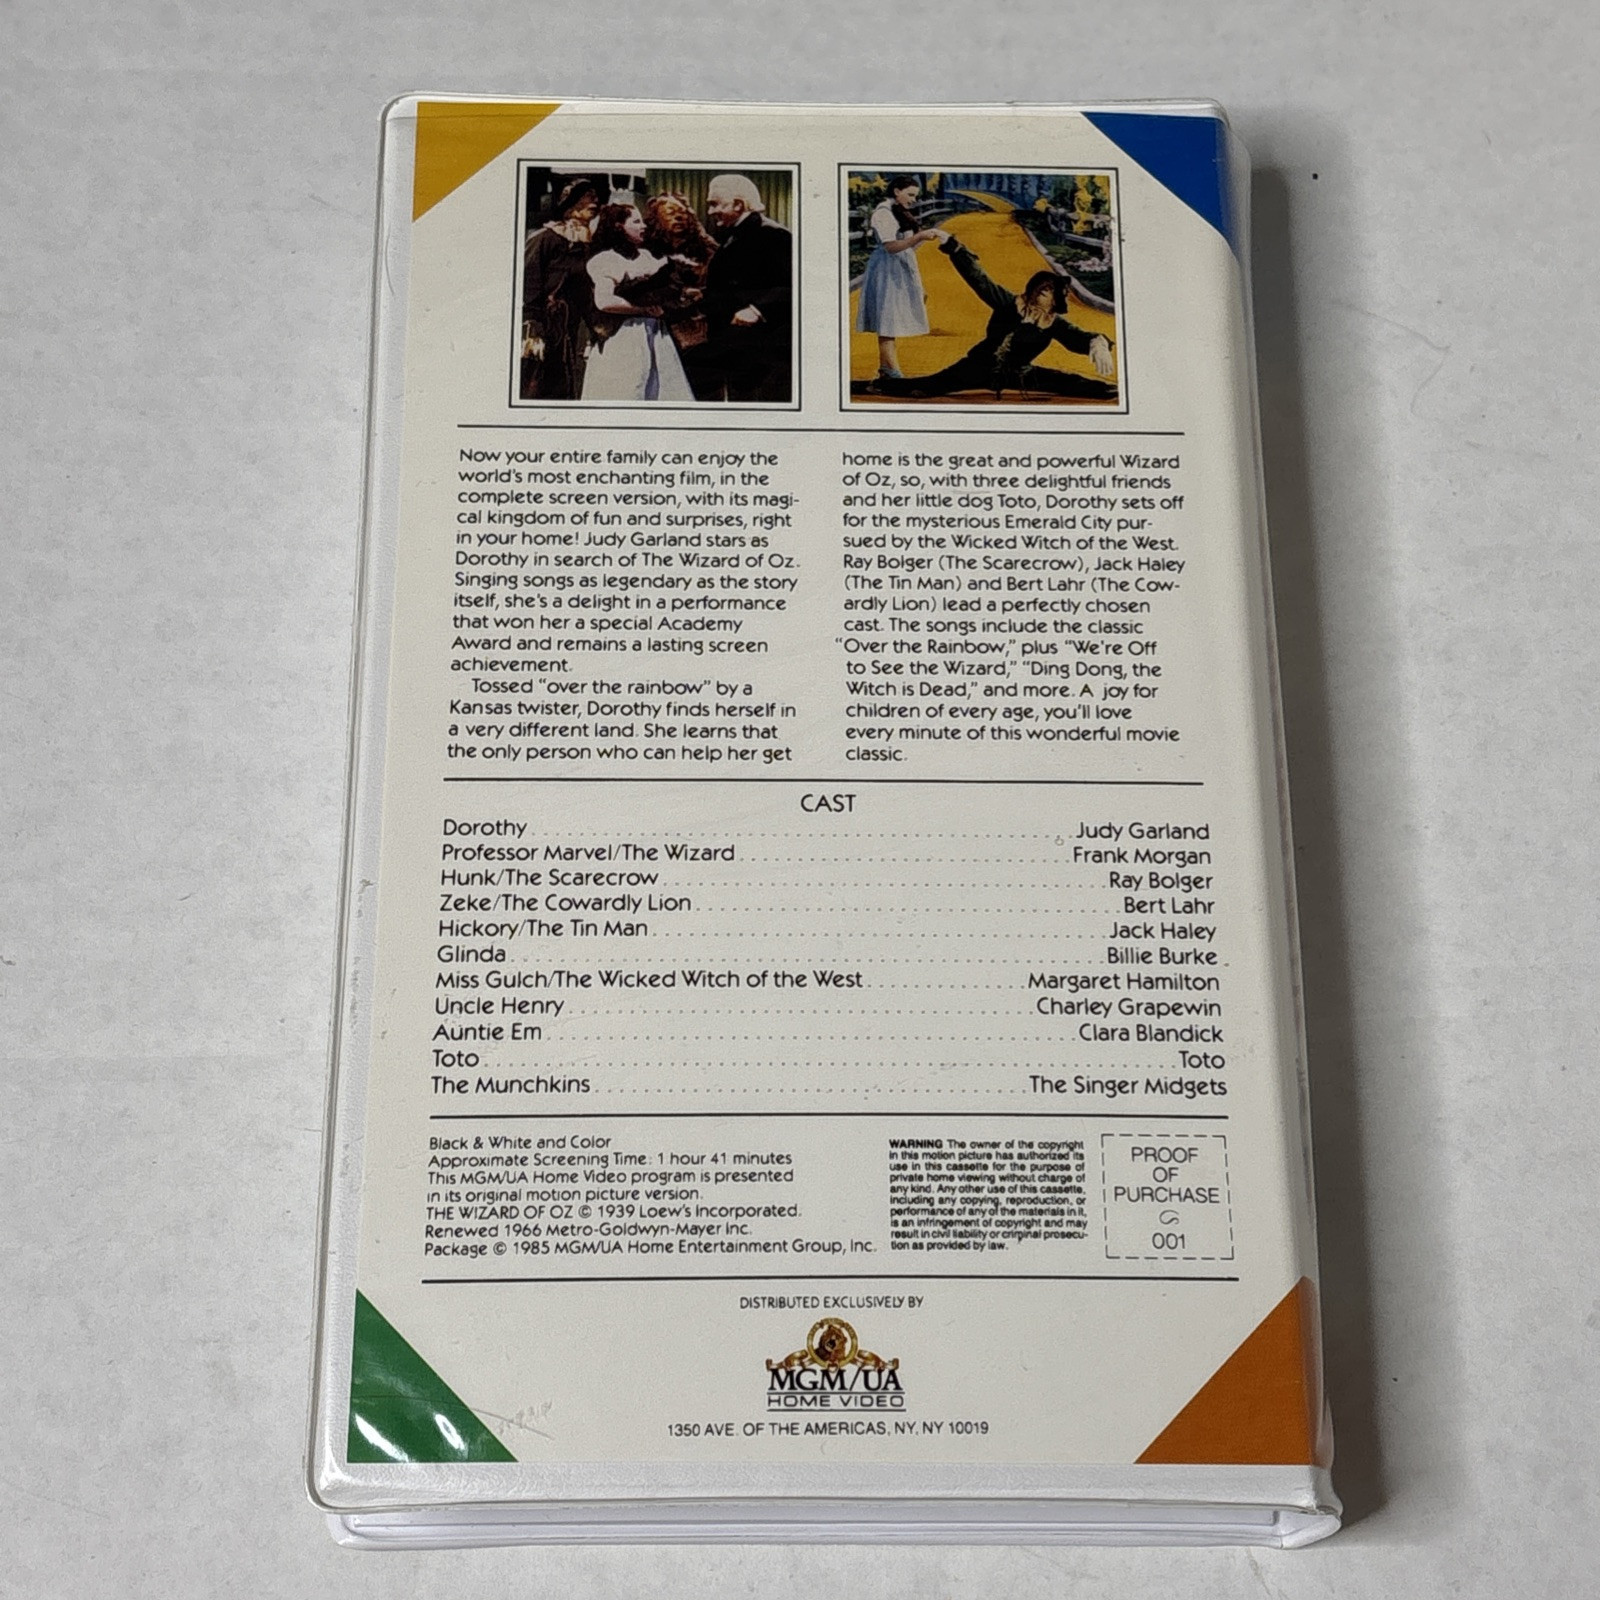 Now your entire family can enjoy the
world's most enchanting film, in the
complete screen version, with its magi-
cal kingdom of fun and surprises, right
in your home! Judy Garland stars as
Dorothy in search of The Wizard of Oz.
Singing songs as legendary as the story
itself, she's a delight in a performance
that won her a special Academy
Award and remains a lasting screen
achievement.
Tossed "over the rainbow" by a
Kansas twister, Dorothy finds herself in
a very different land. She learns that
the only person who can help her get
home is the great and powerful Wizard
of Oz, so, with three delightful friends
and her little dog Toto, Dorothy sets off
for the mysterious Emerald City pur-
sued by the Wicked Witch of the West.
Ray Bolger (The Scarecrow), Jack Haley
(The Tin Man) and Bert Lahr (The Cow-
ardly Lion) lead a perfectly chosen
cast. The songs include the classic
"Over the Rainbow," plus "We're Off
to See the Wizard," "Ding Dong, the
Witch is Dead," and more. A joy for
children of every age, you'll love
every minute of this wonderful movie
classic.
CAST
Dorothy Judy Garland
Professor Marvel/The Wizard Frank Morgan
Hunk/The Scarecrow Ray Bolger
Zeke/The Cowardly Lion Bert Lahr
Hickory/The Tin Man Jack Haley
Glinda Billie Burke
Miss Gulch/The Wicked Witch of the West Margaret Hamilton
Uncle Henry Charley Grapewin
Auntie Em Clara Blandick
Toto Toto
The Munchkins The Singer Midgets
Black & White and Color
Approximate Screening Time: 1 hour 41 minutes
This MGM/UA Home Video program is presented
in its original motion picture version.
THE WIZARD OF OZ © 1939 Loew's Incorporated.
Renewed 1966 Metro-Goldwyn-Mayer Inc.
Package © 1985 MGM/UA Home Entertainment Group, Inc.
WARNING The owner of the copyright
in this motion picture has authorized its
use in this cassette for the purpose of
private home viewing without charge of
any kind. Any other use of this cassette,
including any copying, reproduction, or
performance of any of the materials in it,
is an infringement of copyright and may
result in civil liability or criminal prosecu-
tion as provided by law.
PROOF
OF
PURCHASE
001
DISTRIBUTED EXCLUSIVELY BY
MGM/UA
HOME VIDEO
1350 AVE. OF THE AMERICAS, NY, NY 10019